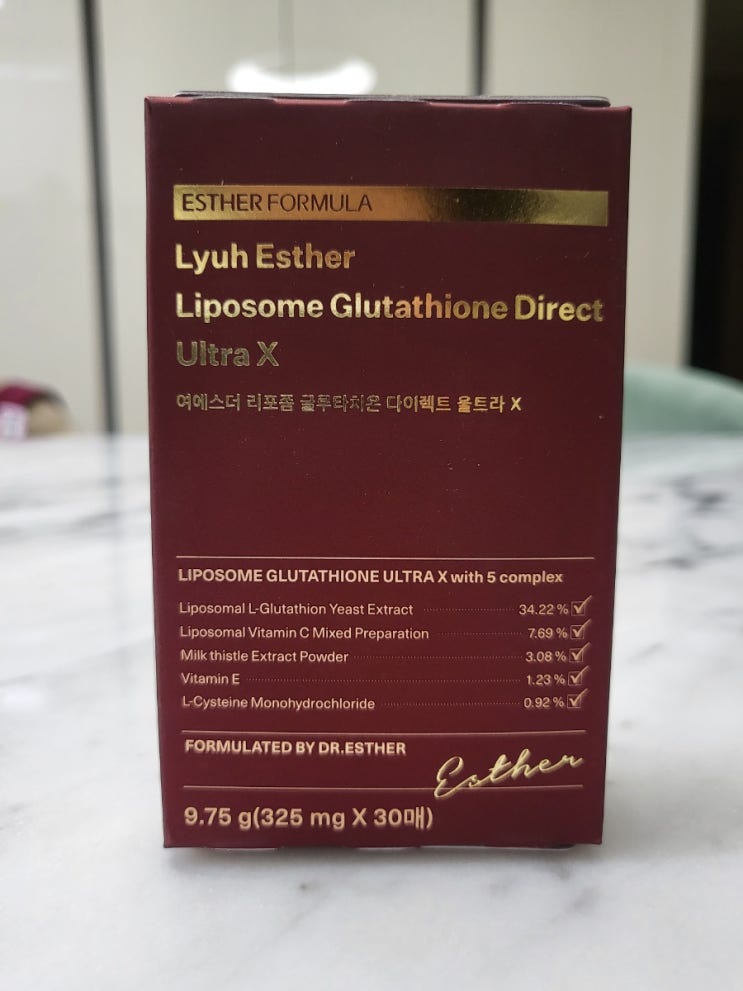 ESTHER FORMULA
Lyuh Esther
Liposome Glutathione Direct
Ultra X
여에스더 리포좀 글루타치온 다이렉트 울트라 X
LIPOSOME GLUTATHIONE ULTRA X with 5 complex
Liposomal L-Glutathion Yeast Extract 34.22 %
Liposomal Vitamin C Mixed Preparation 7.69 %
Milk thistle Extract Powder 3.08 %
Vitamin E 1.23 %
L-Cysteine Monohydrochloride 0.92 %
FORMULATED BY DR.ESTHER
Esther
9.75 g(325 mg X 30매)